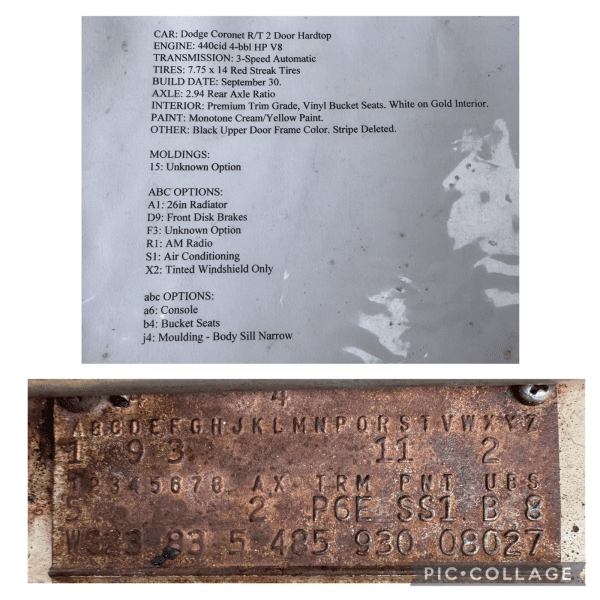 CAR: Dodge Coronet R/T 2 Door Hardtop
ENGINE: 440cid 4-bbl HP V8
TRANSMISSION: 3-Speed Automatic
TIRES: 7.75 x 14 Red Streak Tires
BUILD DATE: September 30.
AXLE: 2.94 Rear Axle Ratio
INTERIOR: Premium Trim Grade, Vinyl Bucket Seats. White on Gold Interior.
PAINT: Monotone Cream/Yellow Paint.
OTHER: Black Upper Door Frame Color. Stripe Deleted.
MOLDINGS:
15: Unknown Option
ABC OPTIONS:
A1: 26in Radiator
D9: Front Disk Brakes
F3: Unknown Option
R1: AM Radio
S1: Air Conditioning
X2: Tinted Windshield Only
abc OPTIONS:
a6: Console
b4: Bucket Seats
j4: Moulding - Body Sill Narrow
4
ABCDEFGHJKLMNPQRSTVWXYZ
1 9 3 11 2
12345678 AX TRM PNT UBS
5 2 P6E SS1 B 8
WS23 83 5 485 930 08027
PIC•COLLAGE